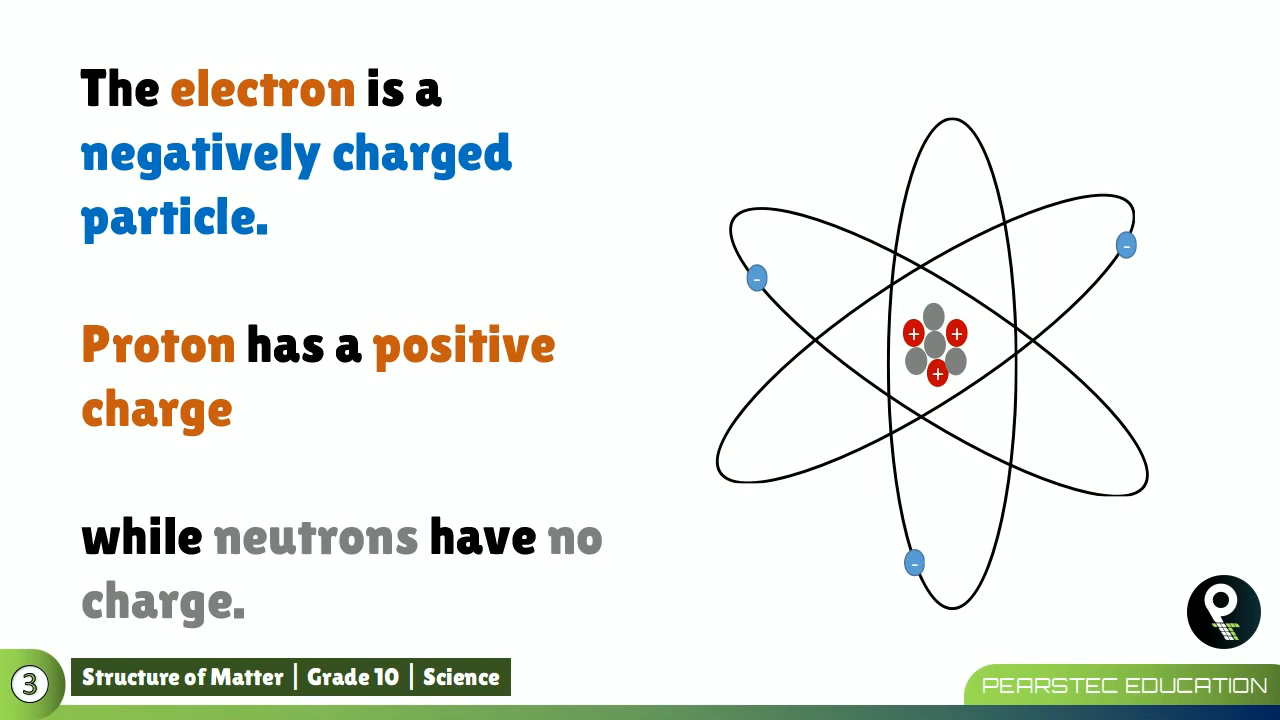 The electron is a
negatively charged
particle.
Proton has a positive
charge
while neutrons have no
charge.
-
-
+ +
+
-
3
Structure of Matter | Grade 10 | Science
PEARSTEC EDUCATION